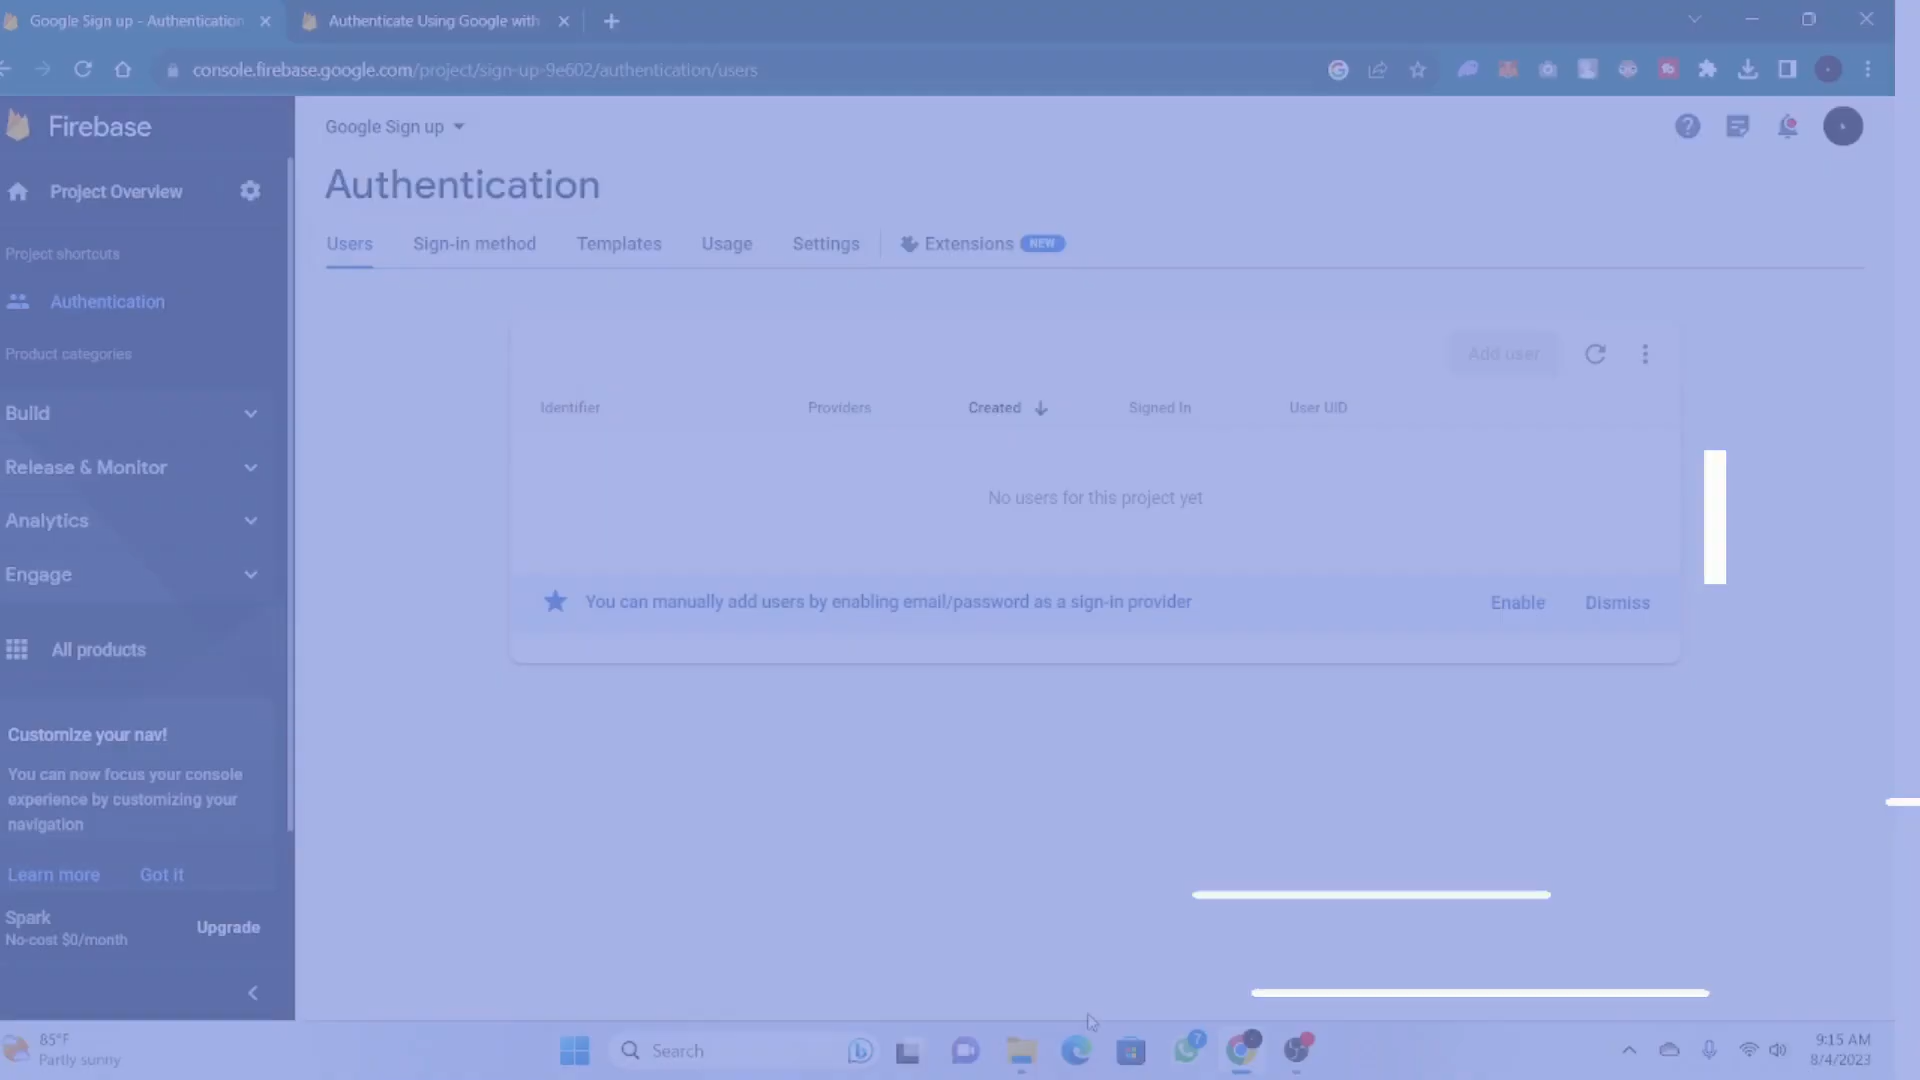 Google Sign up - Authentication
Authenticate Using Google with
console.firebase.google.com/project/sign-up-9e602/authentication/users
Firebase
Google Sign up
Project Overview
Authentication
Users
Sign-in method
Templates
Usage
Settings
Extensions
NEW
Project shortcuts
Authentication
Product categories
Build
Release & Monitor
Analytics
Engage
All products
Add user
Identifier
Providers
Created
Signed In
User UID
No users for this project yet
You can manually add users by enabling email/password as a sign-in provider
Enable
Dismiss
Customize your nav!
You can now focus your console
experience by customizing your
navigation
Learn more
Got it
Spark
No-cost $0/month
Upgrade
85°F
Partly sunny
Search
7
9:15 AM
8/4/2023